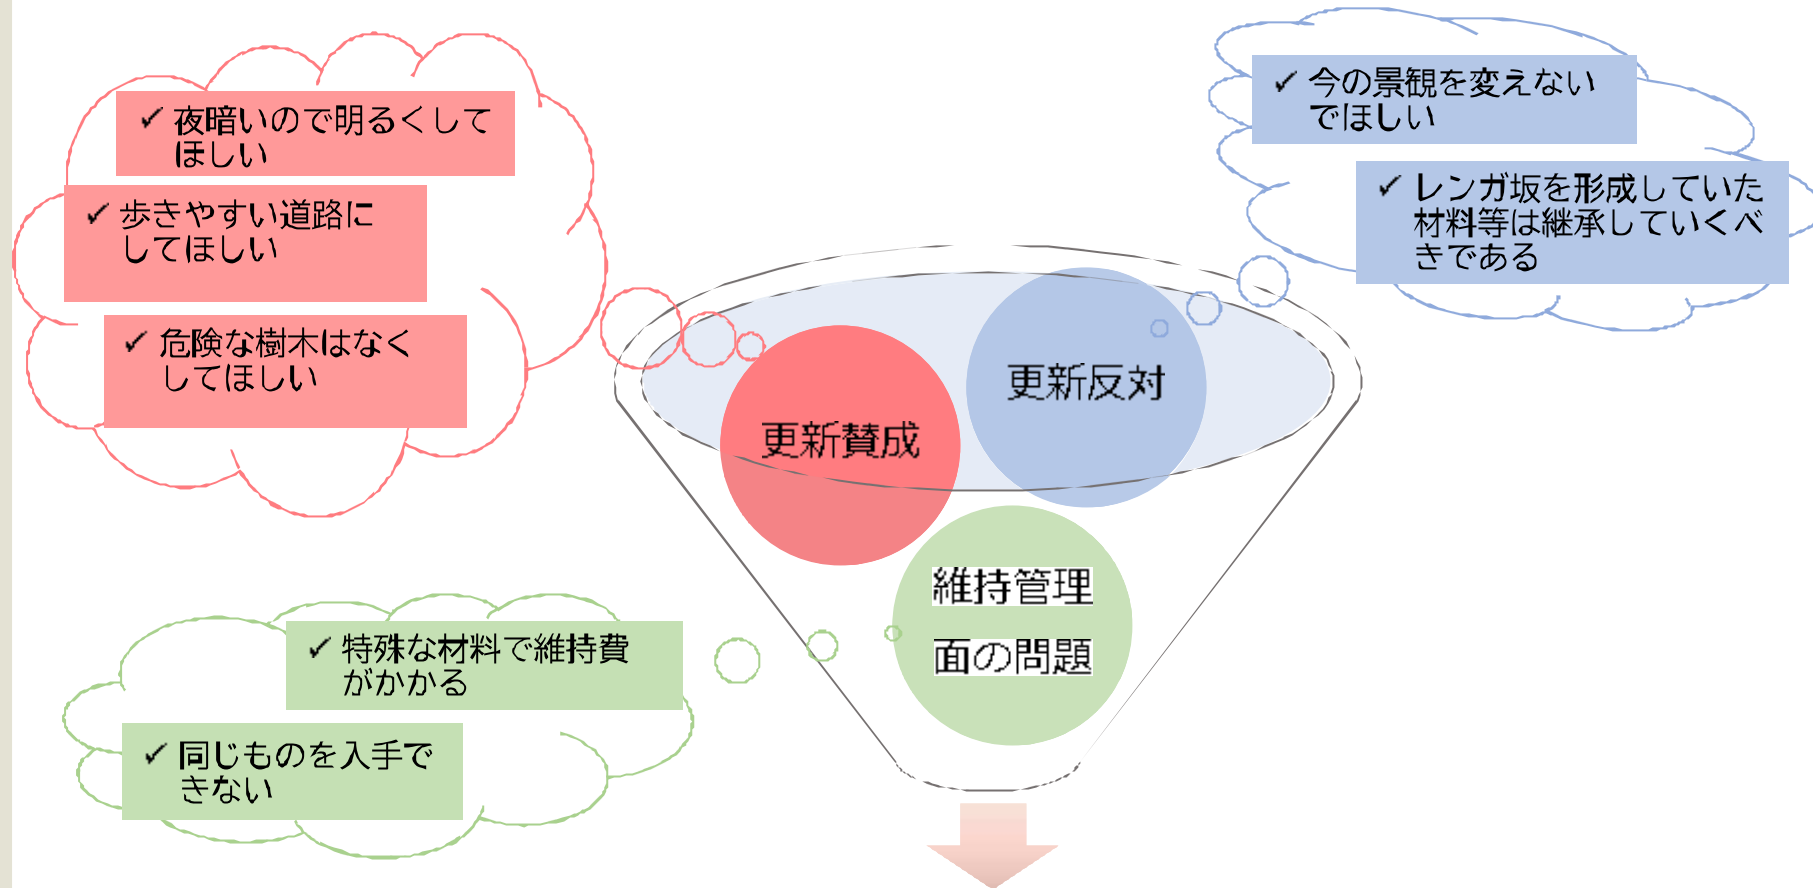 ✓ 夜暗いので明るくして
ほしい
✓ 歩きやすい道路に
してほしい
✓ 危険な樹木はなく
してほしい
✓ 今の景観を変えない
でほしい
✓ レンガ坂を形成していた
材料等は継承していくべ
きである
更新賛成
更新反対
維持管理
面の問題
✓ 特殊な材料で維持費
がかかる
✓ 同じものを入手で
きない